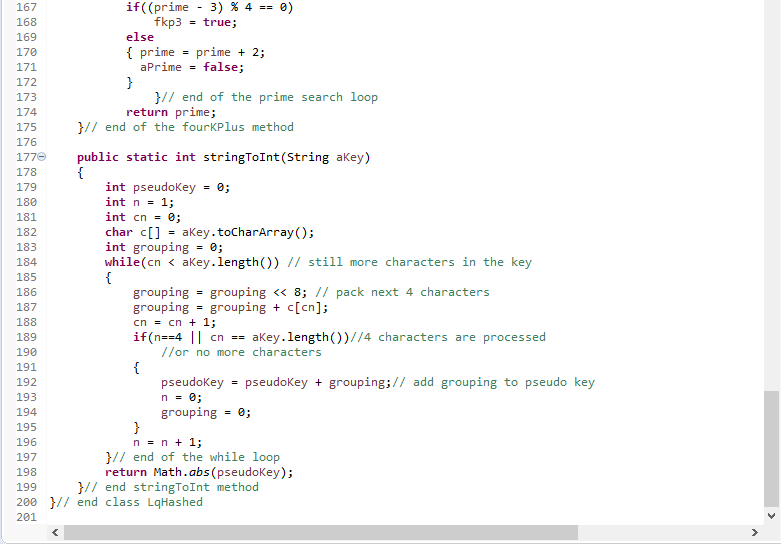 167 if((prime - 3) % 4 == 0)
168 fkp3 = true;
169 else
170 { prime = prime + 2;
171 aPrime = false;
172 }
173 }// end of the prime search loop
174 return prime;
175 }// end of the fourKPlus method
176
177 public static int stringToInt(String aKey)
178 {
179 int pseudoKey = 0;
180 int n = 1;
181 int cn = 0;
182 char c[] = aKey.toCharArray();
183 int grouping = 0;
184 while(cn < aKey.length()) // still more characters in the key
185 {
186 grouping = grouping << 8; // pack next 4 characters
187 grouping = grouping + c[cn];
188 cn = cn + 1;
189 if(n==4 || cn == aKey.length())//4 characters are processed
190 //or no more characters
191 {
192 pseudoKey = pseudoKey + grouping;// add grouping to pseudo key
193 n = 0;
194 grouping = 0;
195 }
196 n = n + 1;
197 }// end of the while loop
198 return Math.abs(pseudoKey);
199 }// end stringToInt method
200 }// end class LqHashed
201